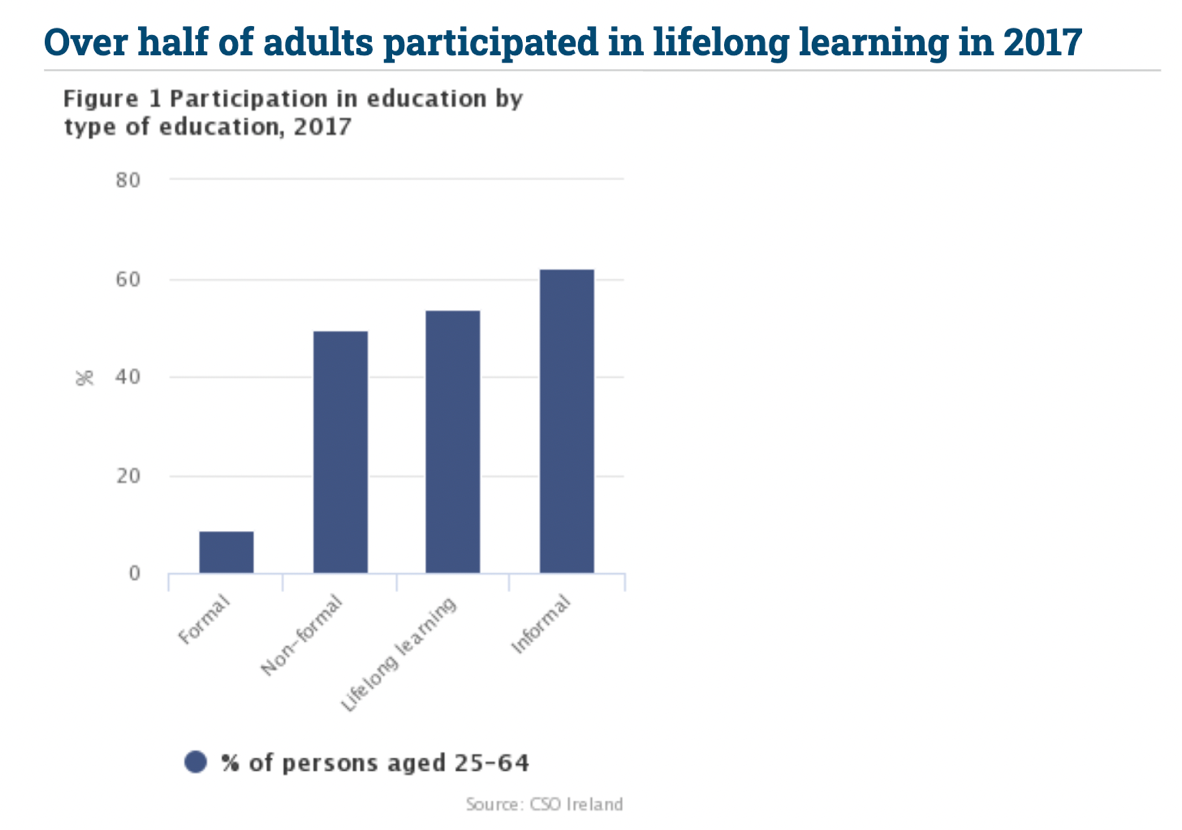 Over half of adults participated in lifelong learning in 2017
Figure 1 Participation in education by
type of education, 2017
80
60
40
20
0
%
Formal
Non-formal
Lifelong learning
Informal
% of persons aged 25-64
Source: CSO Ireland